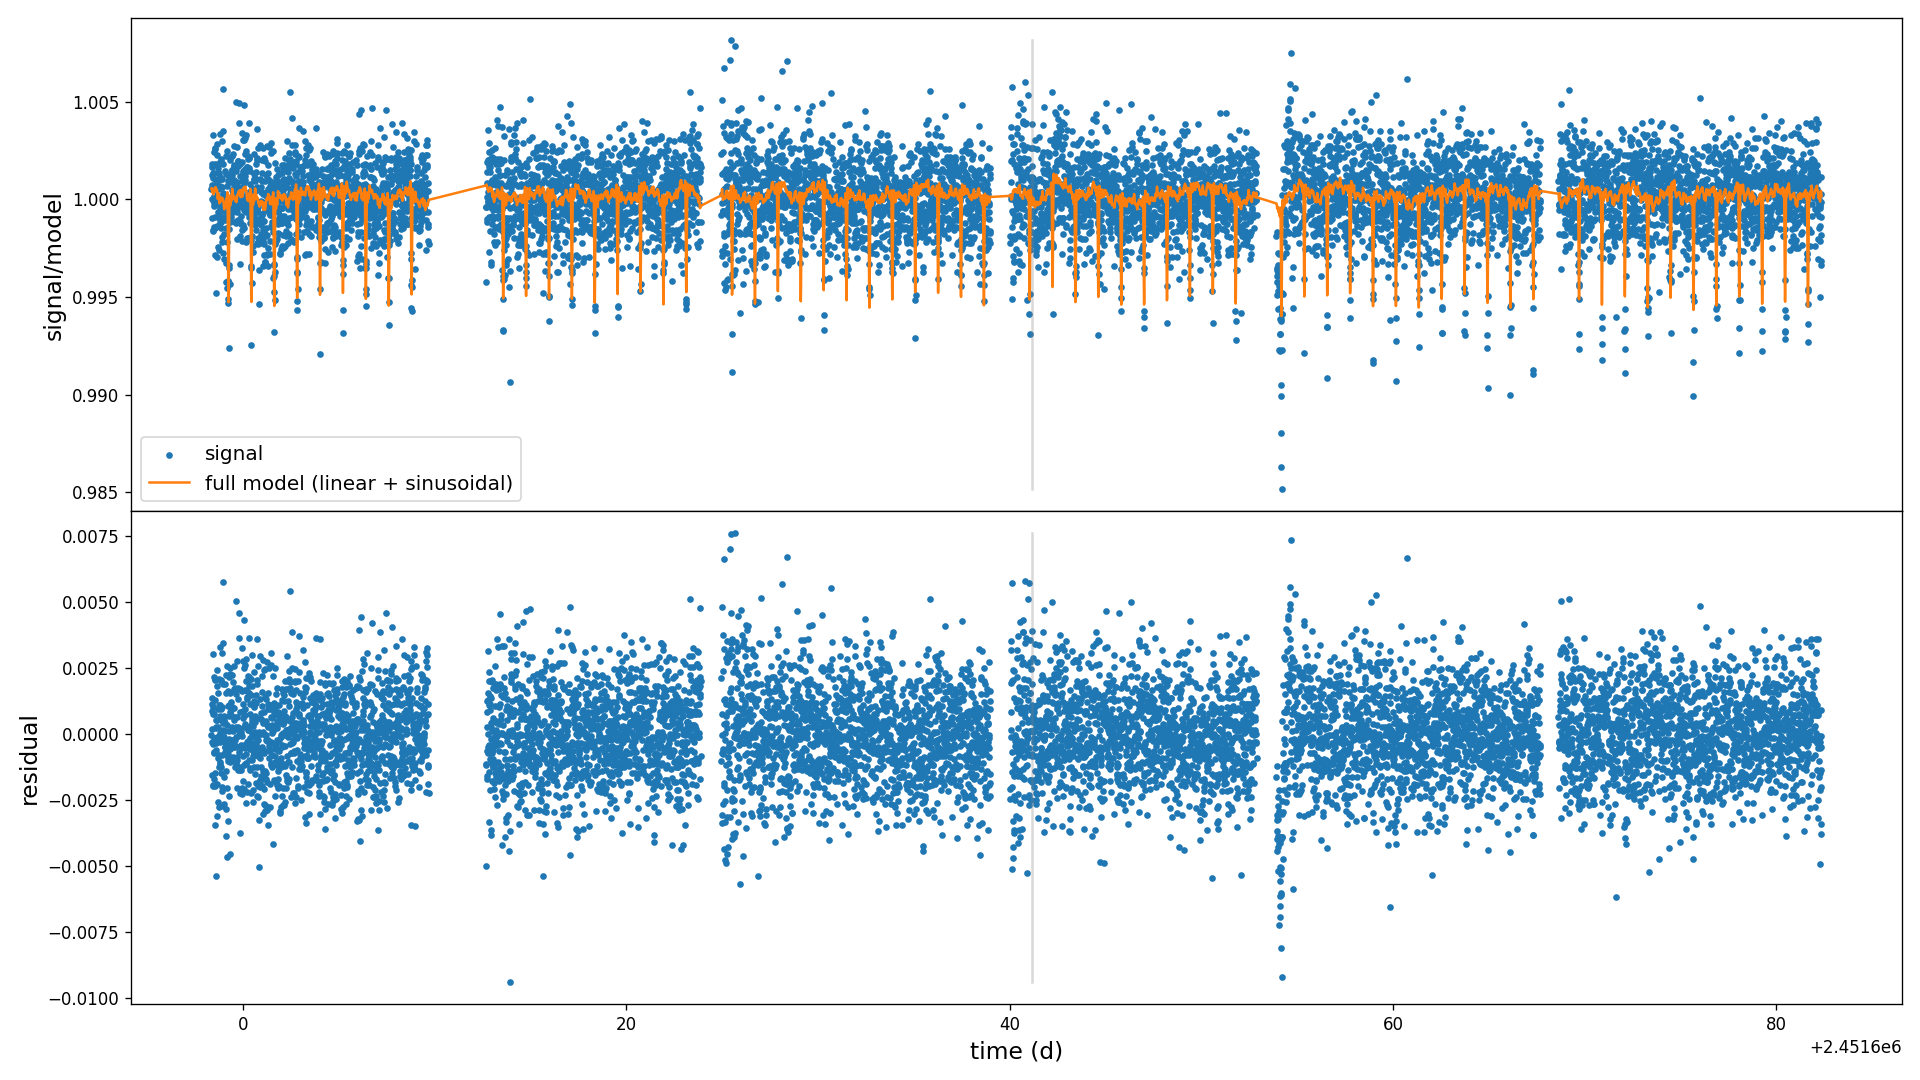 signal/model
1.005
1.000
0.995
0.990
0.985
signal
full model (linear + sinusoidal)
residual
0.0075
0.0050
0.0025
0.0000
−0.0025
−0.0050
−0.0075
−0.0100
0 20 40 60 80
time (d)
+2.4516e6